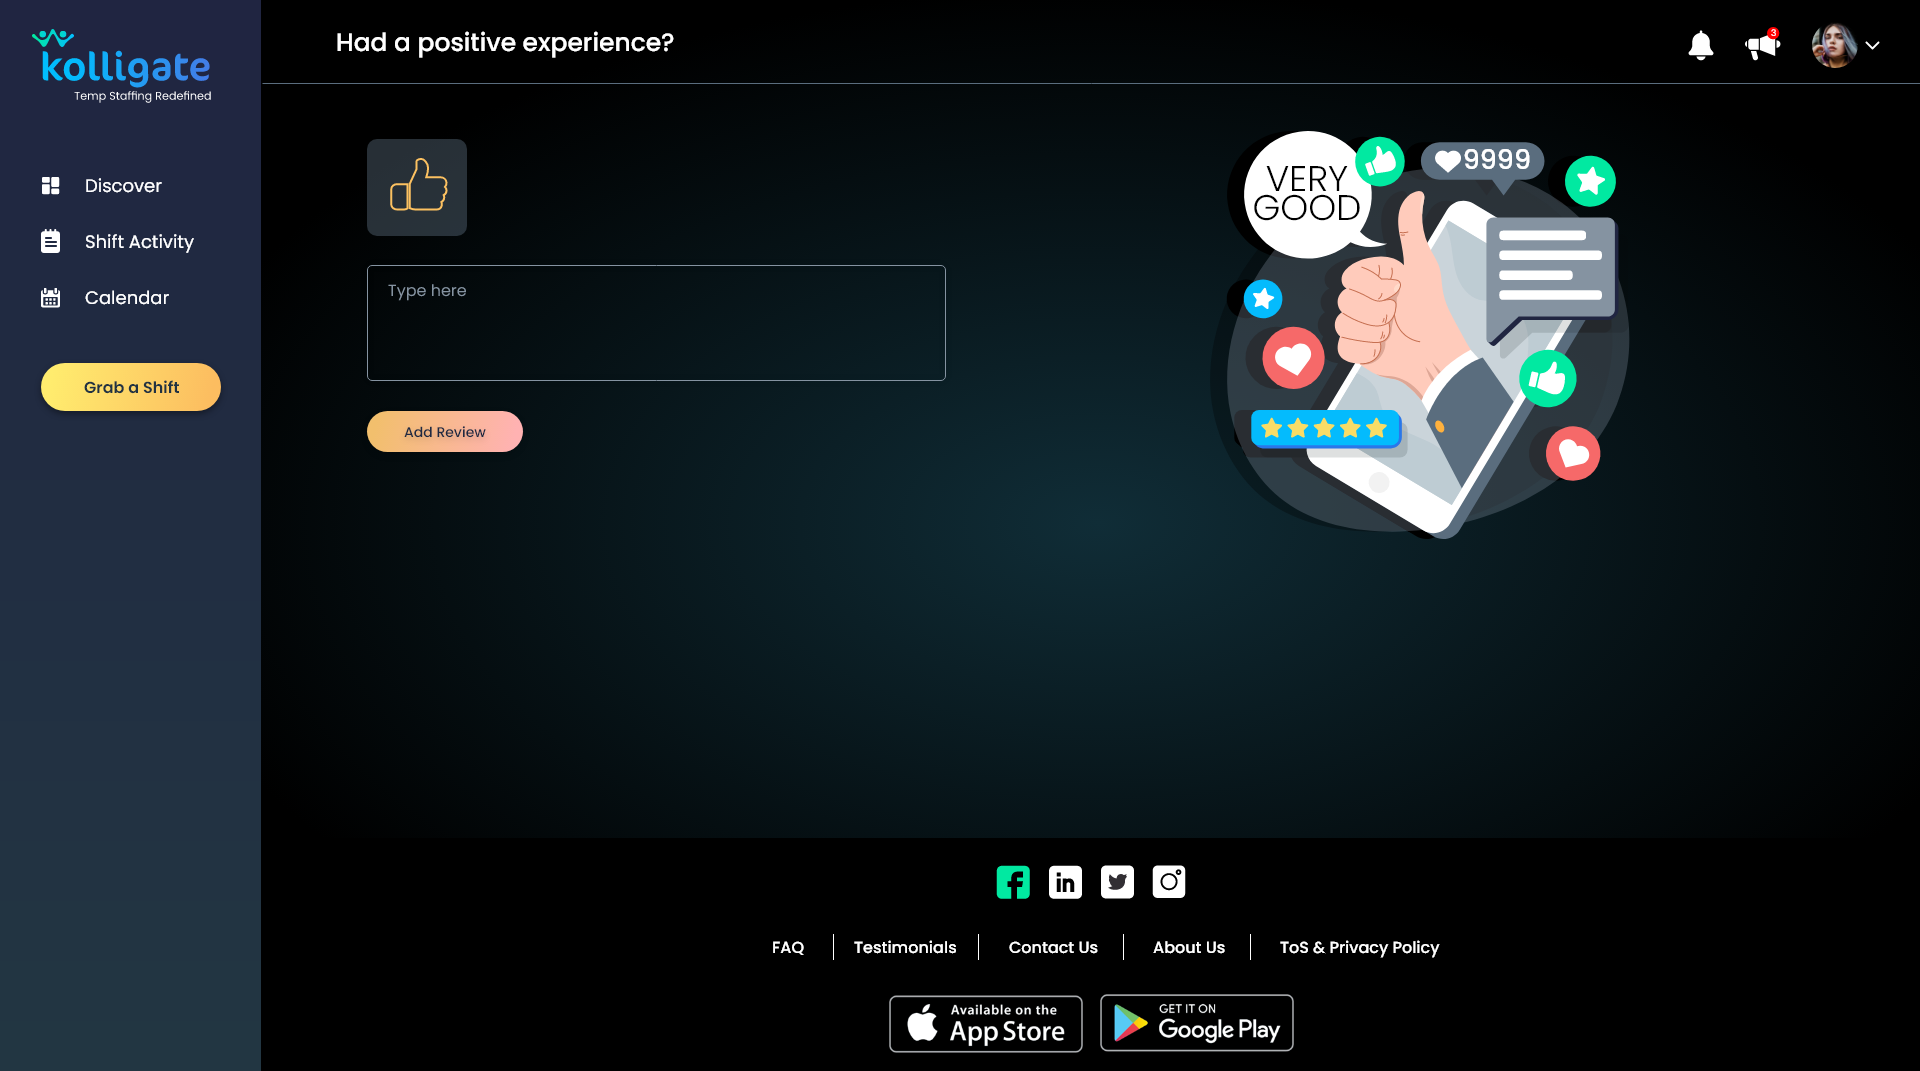 kolligate
Temp Staffing Redefined
Discover
Shift Activity
Calendar
Grab a Shift
Had a positive experience?
3
Type here
Add Review
VERY
GOOD
9999
FAQ
Testimonials
Contact Us
About Us
ToS & Privacy Policy
Available on the
App Store
GET IT ON
Google Play